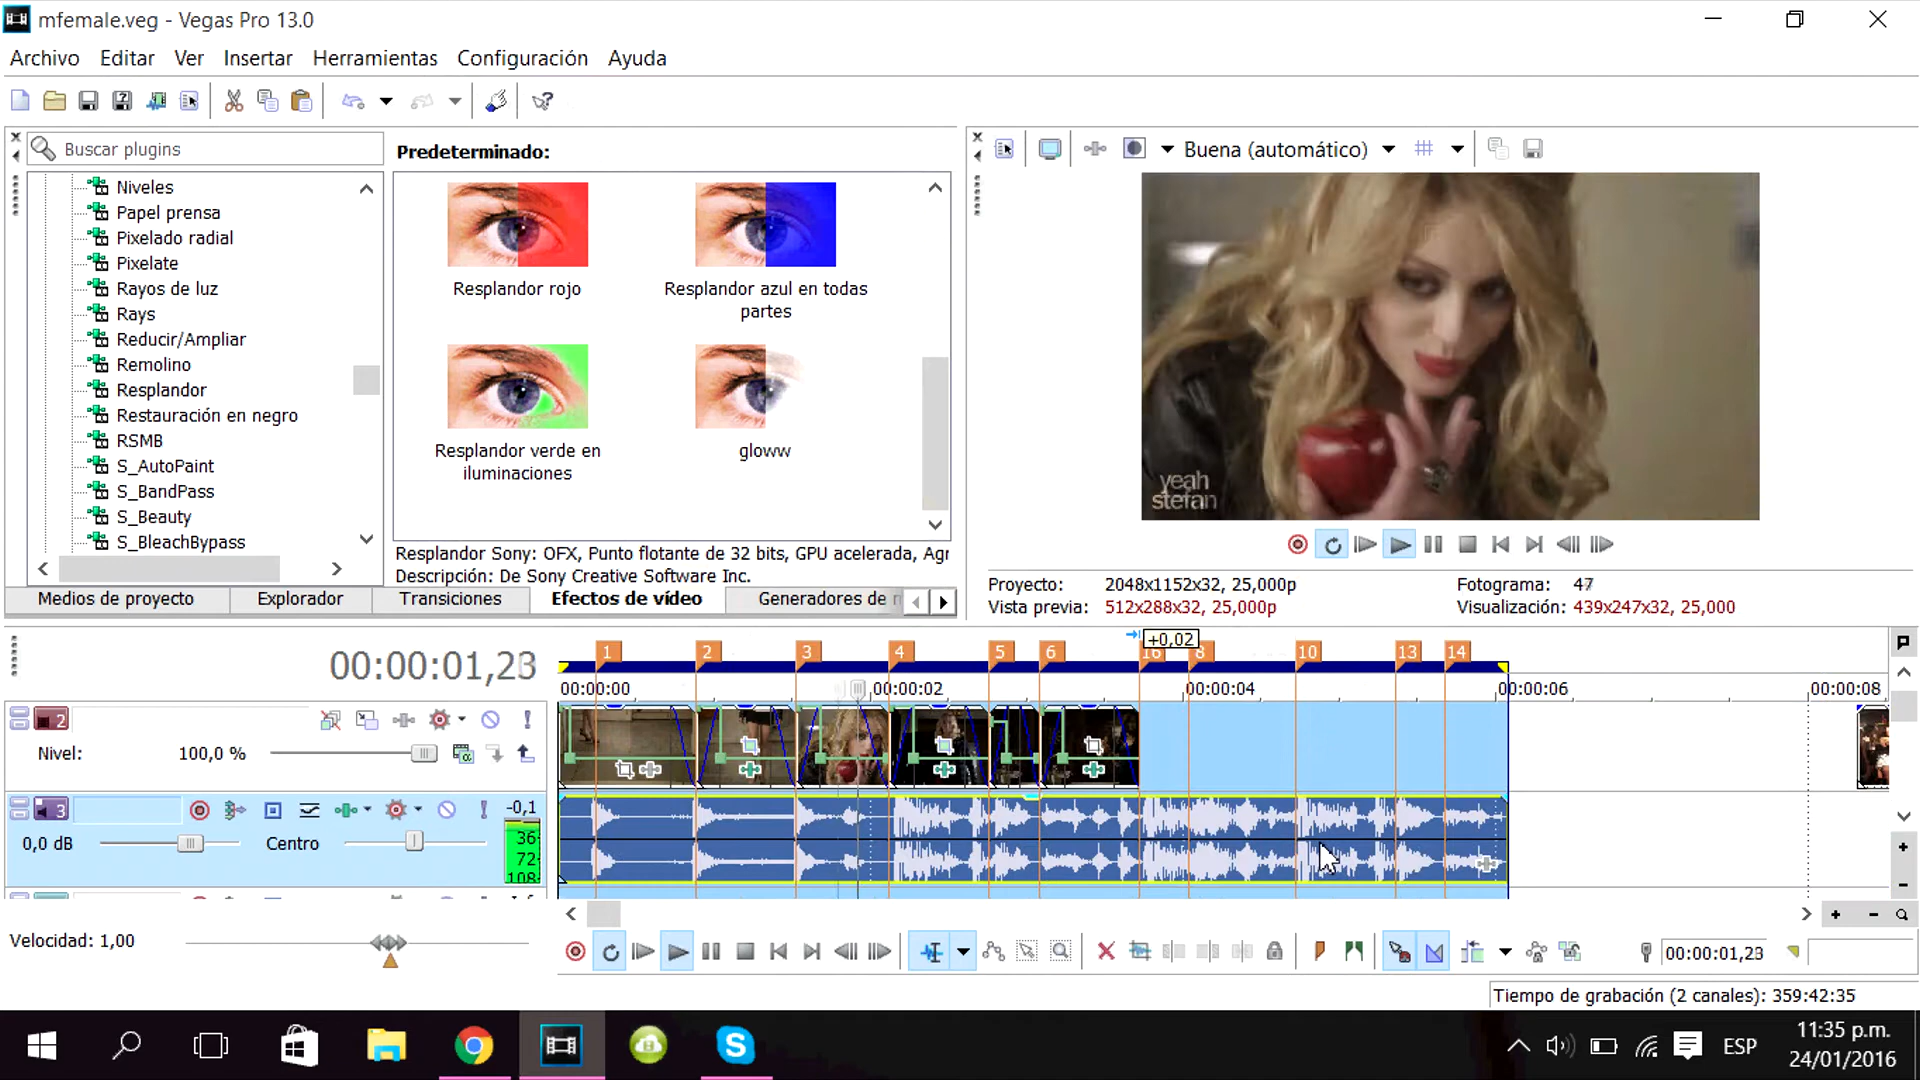 mfemale.veg - Vegas Pro 13.0
Archivo Editar Ver Insertar Herramientas Configuración Ayuda
Buscar plugins
Niveles
Papel prensa
Pixelado radial
Pixelate
Rayos de luz
Rays
Reducir/Ampliar
Remolino
Resplandor
Restauración en negro
RSMB
S_AutoPaint
S_BandPass
S_Beauty
S_BleachBypass
Predeterminado:
Resplandor rojo
Resplandor azul en todas
partes
Resplandor verde en
iluminaciones
gloww
Resplandor Sony: OFX, Punto flotante de 32 bits, GPU acelerada, Agr
Descripción: De Sony Creative Software Inc.
Medios de proyecto Explorador Transiciones Efectos de vídeo Generadores de
Buena (automático)
yeah
stefan
Proyecto: 2048x1152x32, 25,000p
Fotograma: 47
Vista previa: 512x288x32, 25,000p
Visualización: 439x247x32, 25,000
+0,02
00:00:01,23
1 2 3 4 5 6 16 8 10 13 14
00:00:00 00:00:02 00:00:04 00:00:06 00:00:08
2
Nivel: 100,0 %
3
-0,1
0,0 dB Centro
36
72
108
Velocidad: 1,00
00:00:01,23
Tiempo de grabación (2 canales): 359:42:35
ESP
11:35 p.m.
24/01/2016